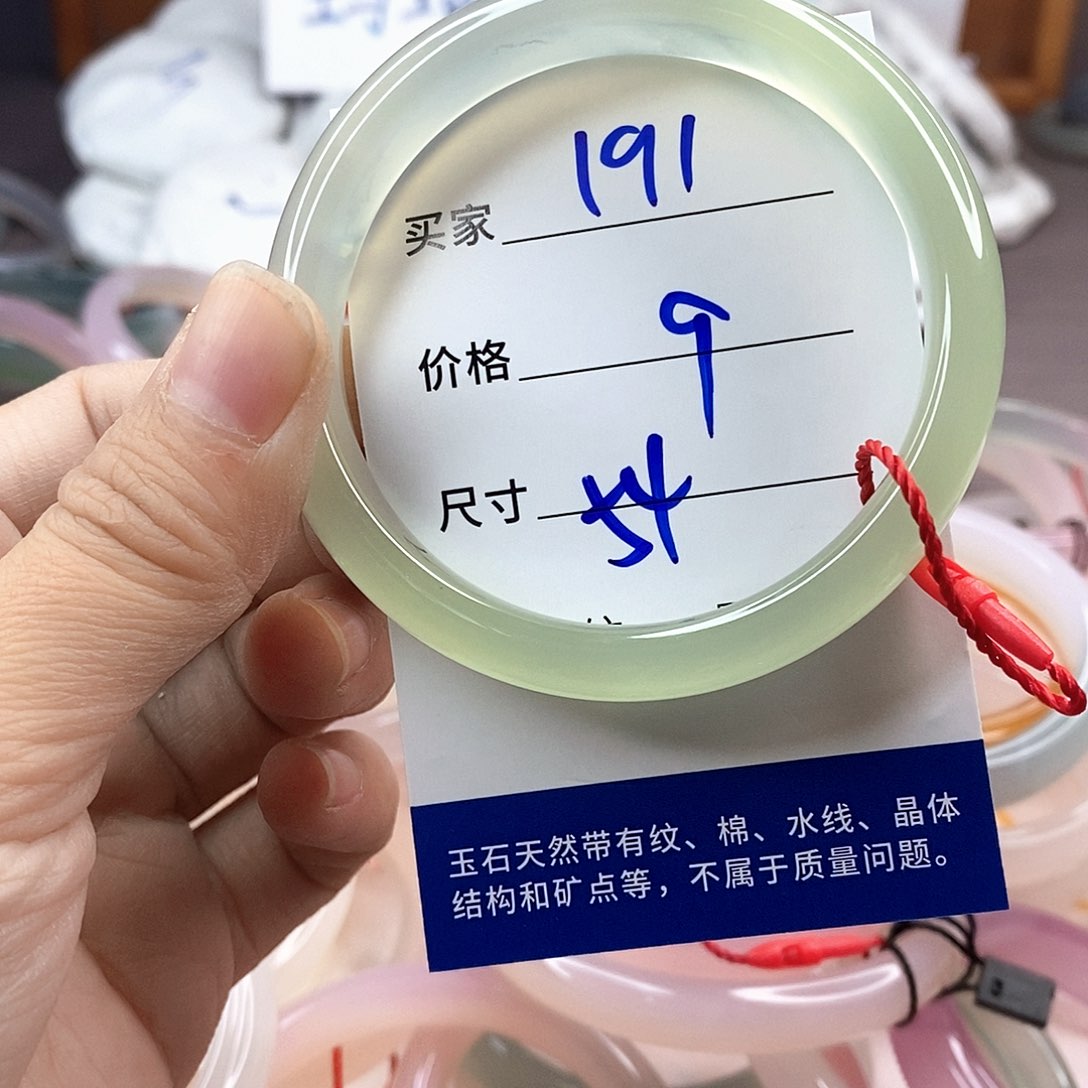 买家 191
价格 9
尺寸 54
玉石天然带有纹、棉、水线、晶体
结构和矿点等，不属于质量问题。